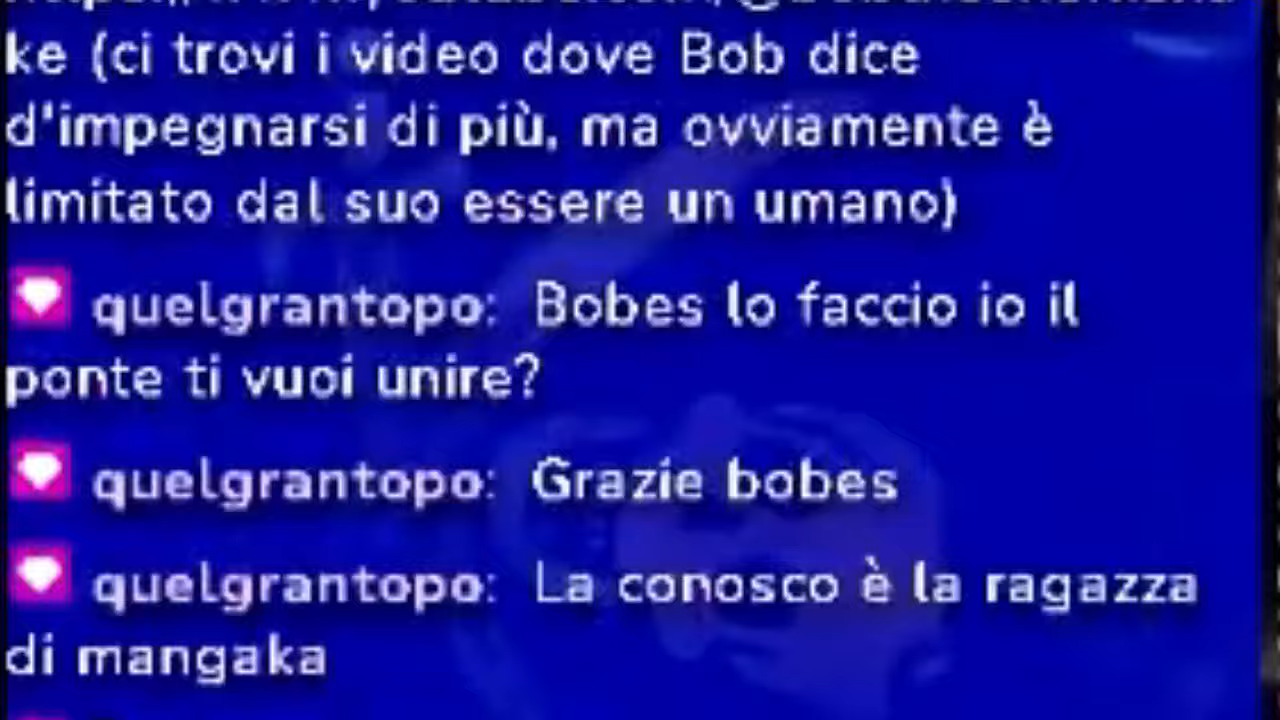 ke (ci trovi i video dove Bob dice
d'impegnarsi di più, ma ovviamente è
limitato dal suo essere un umano)
quelgrantopo: Bobes lo faccio io il
ponte ti vuoi unire?
quelgrantopo: Grazie bobes
quelgrantopo: La conosco è la ragazza
di mangaka